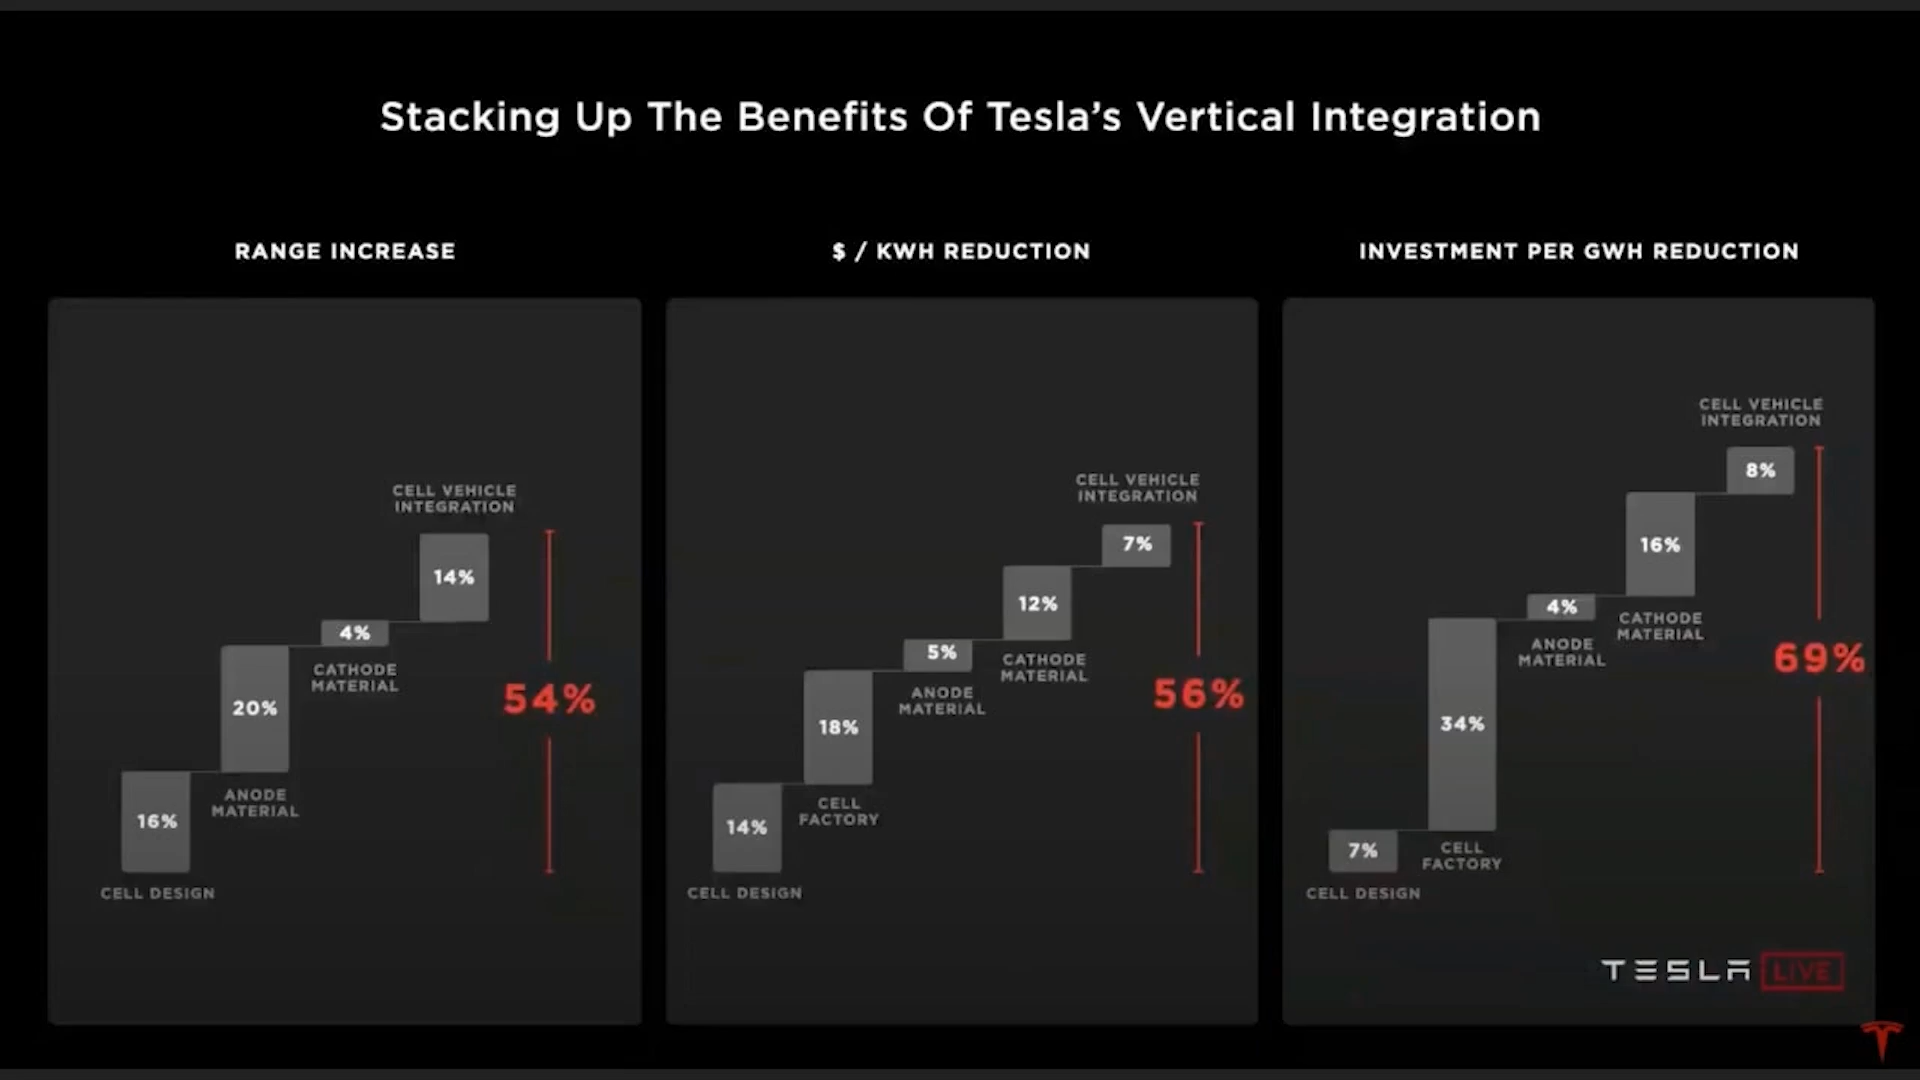 Stacking Up The Benefits Of Tesla’s Vertical Integration
RANGE INCREASE
CELL VEHICLE
INTEGRATION
14%
4%
CATHODE
MATERIAL
20%
ANODE
MATERIAL
16%
CELL DESIGN
54%
$ / KWH REDUCTION
CELL VEHICLE
INTEGRATION
7%
12%
CATHODE
MATERIAL
5%
ANODE
MATERIAL
18%
CELL
FACTORY
14%
CELL DESIGN
56%
INVESTMENT PER GWH REDUCTION
CELL VEHICLE
INTEGRATION
8%
16%
CATHODE
MATERIAL
4%
ANODE
MATERIAL
34%
CELL
FACTORY
7%
CELL DESIGN
69%
TESLA LIVE